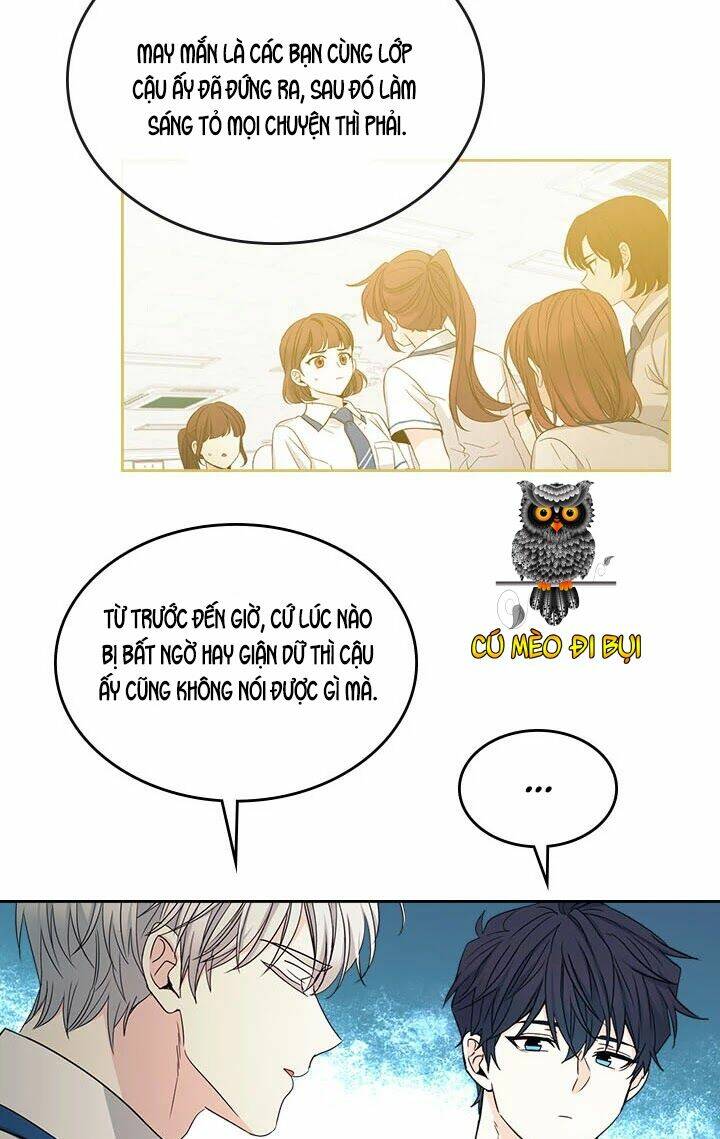 MAY MẮN LÀ CÁC BẠN CÙNG LỚP
CẬU ẤY ĐÃ ĐỨNG RA, SAU ĐÓ LÀM
SÁNG TỎ MỌI CHUYỆN THÌ PHẢI.
TỪ TRƯỚC ĐẾN GIỜ, CỨ LÚC NÀO
BỊ BẤT NGỜ HAY GIẬN DỮ THÌ CẬU
ẤY CŨNG KHÔNG NÓI ĐƯỢC GÌ MÀ.
CÚ MÈO ĐI BỤI
...